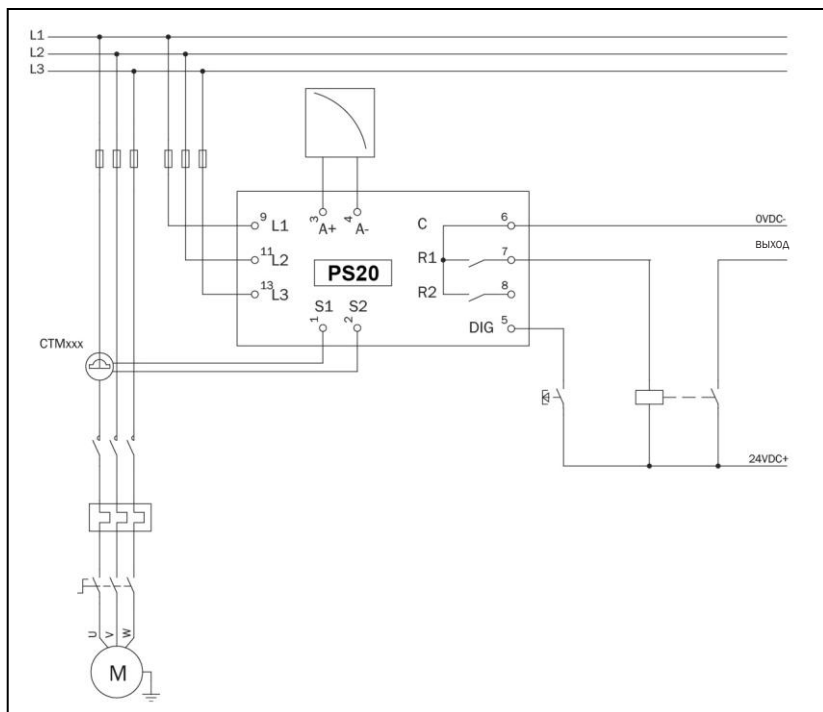 L1
L2
L3
9 L1
3 A+
4 A-
C 6
0VDC-
ВЫХОД
11 L2
PS20
R1 7
13 L3
R2 8
S1 S2
1 2
DIG 5
CTMxxx
24VDC+
U V W
M